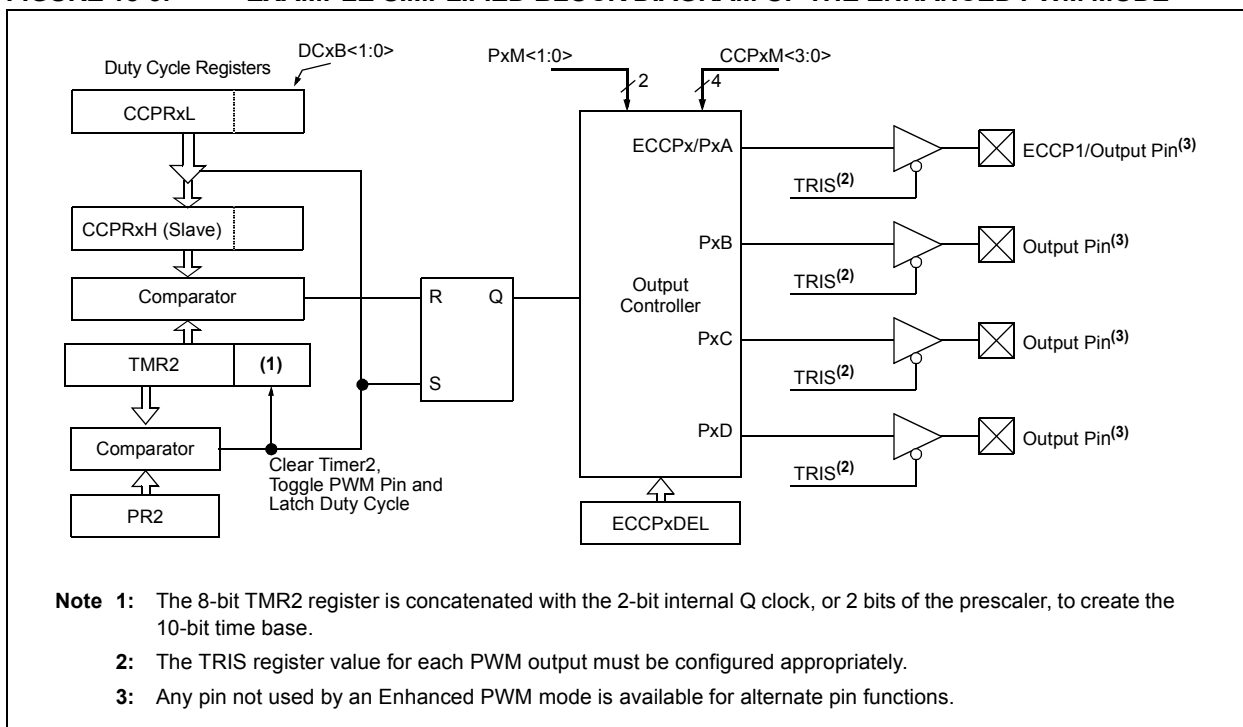 DCxB<1:0>
Duty Cycle Registers
CCPRxL
CCPRxH (Slave)
Comparator
TMR2
(1)
Comparator
PR2
Clear Timer2,
Toggle PWM Pin and
Latch Duty Cycle
R
Q
S
PxM<1:0>
2
CCPxM<3:0>
4
Output
Controller
ECCPx/PxA
PxB
PxC
PxD
ECCPxDEL
TRIS(2)
ECCP1/Output Pin(3)
TRIS(2)
Output Pin(3)
TRIS(2)
Output Pin(3)
TRIS(2)
Output Pin(3)
Note 1: The 8-bit TMR2 register is concatenated with the 2-bit internal Q clock, or 2 bits of the prescaler, to create the
10-bit time base.
2: The TRIS register value for each PWM output must be configured appropriately.
3: Any pin not used by an Enhanced PWM mode is available for alternate pin functions.